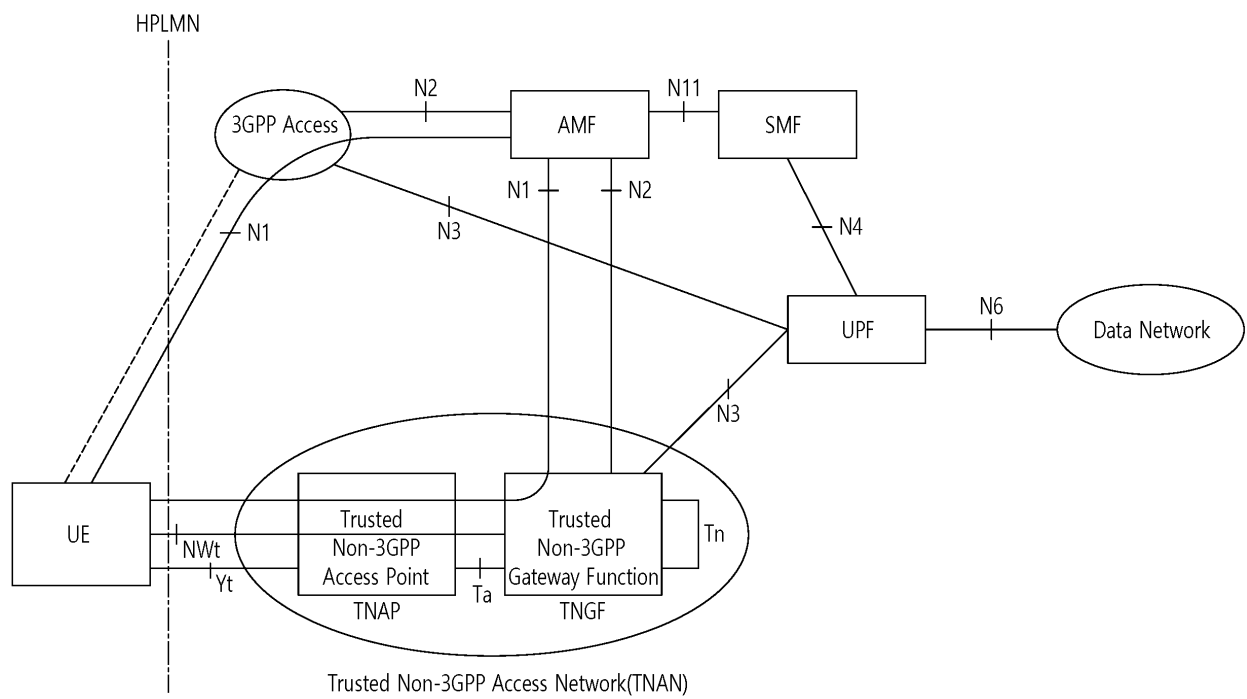 HPLMN
N2
N11
3GPP Access
AMF
SMF
N1
N2
N1
N3
N4
N6
UPF
Data Network
N3
UE
Trusted
Non-3GPP
Access Point
Trusted
Non-3GPP
Gateway Function
Tn
NWt
Yt
Ta
TNAP
TNGF
Trusted Non-3GPP Access Network(TNAN)